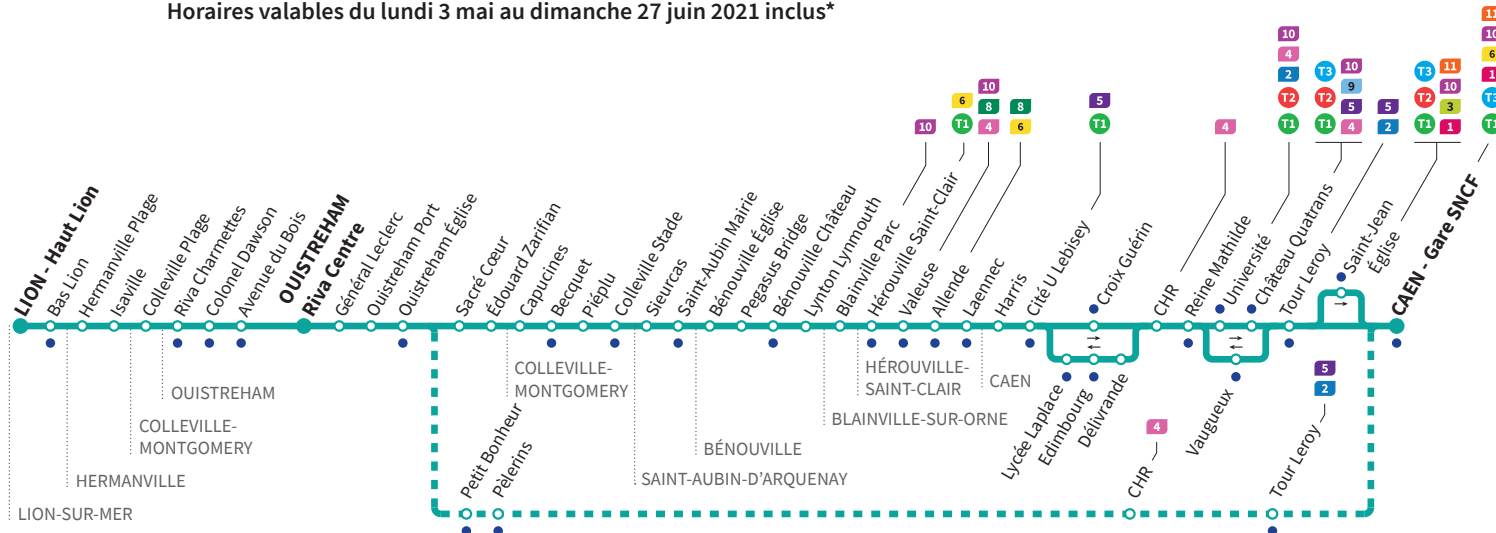 Horaires valables du lundi 3 mai au dimanche 27 juin 2021 inclus*
LION - Haut Lion
Bas Lion
Hermanville Plage
Isaville
Colleville Plage
Riva Charmettes
Colonel Dawson
Avenue du Bois
OUISTREHAM
Riva Centre
Général Leclerc
Ouistreham Port
Ouistreham Église
Sacré Cœur
Édouard Zarifian
Capucines
Becquet
Piéplu
Colleville Stade
Sieurcas
Saint-Aubin Mairie
Bénouville Église
Pegasus Bridge
Bénouville Château
Lynton Lynmouth
Blainville Parc
10
Hérouville Saint-Clair
6
T1
Valeuse
10
8
4
Allende
8
6
Laennec
Harris
Cité U Lebisey
5
T1
Croix Guérin
CHR
4
Reine Mathilde
Université
10
4
2
T2
T1
Château Quatrans
T3
T2
T1
10
9
5
4
Tour Leroy
5
2
Saint-Jean
Église
T3
T2
T1
11
10
3
1
CAEN - Gare SNCF
11
10
6
1
T3
T1
Lycée Laplace
Edimbourg
Délivrande
Vaugueux
LION-SUR-MER
HERMANVILLE
COLLEVILLE-
MONTGOMERY
OUISTREHAM
COLLEVILLE-
MONTGOMERY
SAINT-AUBIN-D'ARQUENAY
BÉNOUVILLE
BLAINVILLE-SUR-ORNE
HÉROUVILLE-
SAINT-CLAIR
CAEN
Petit Bonheur
Pèlerins
CHR
4
Tour Leroy
5
2